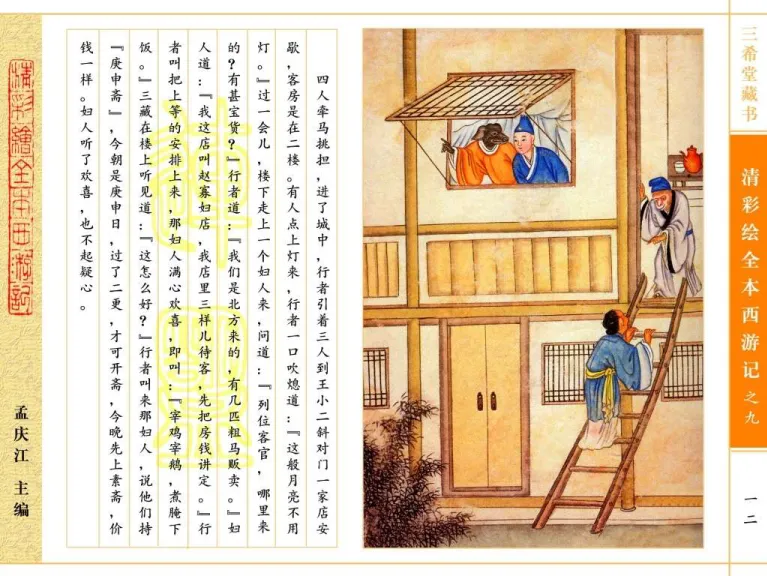 三希堂藏书
清彩绘全本西游记之九
一二
四人牵马挑担,进了城中,行者引着三人到王小二斜对门一家店安
歇,客房是在二楼。有人点上灯来,行者一口吹熄道:『这般月亮不用
灯。』过一会儿,楼下走上一个妇人来,问道:『列位客官,哪里来
的?有甚宝货?』行者道:『我们是北方来的,有几匹粗马贩卖。』妇
人道:『我这店叫赵寡妇店,我店里三样儿待客,先把房钱讲定。』行
者叫把上等的安排上来,那妇人满心欢喜,即叫:『宰鸡宰鹅,煮腌下
饭。』三藏在楼上听见道:『这怎么好?』行者叫来那妇人,说他们持
『庚申斋』,今朝是庚申日,过了二更,才可开斋,今晚先上素斋,价
钱一样。妇人听了欢喜,也不起疑心。
清彩繪全本西游記
孟庆江 主编